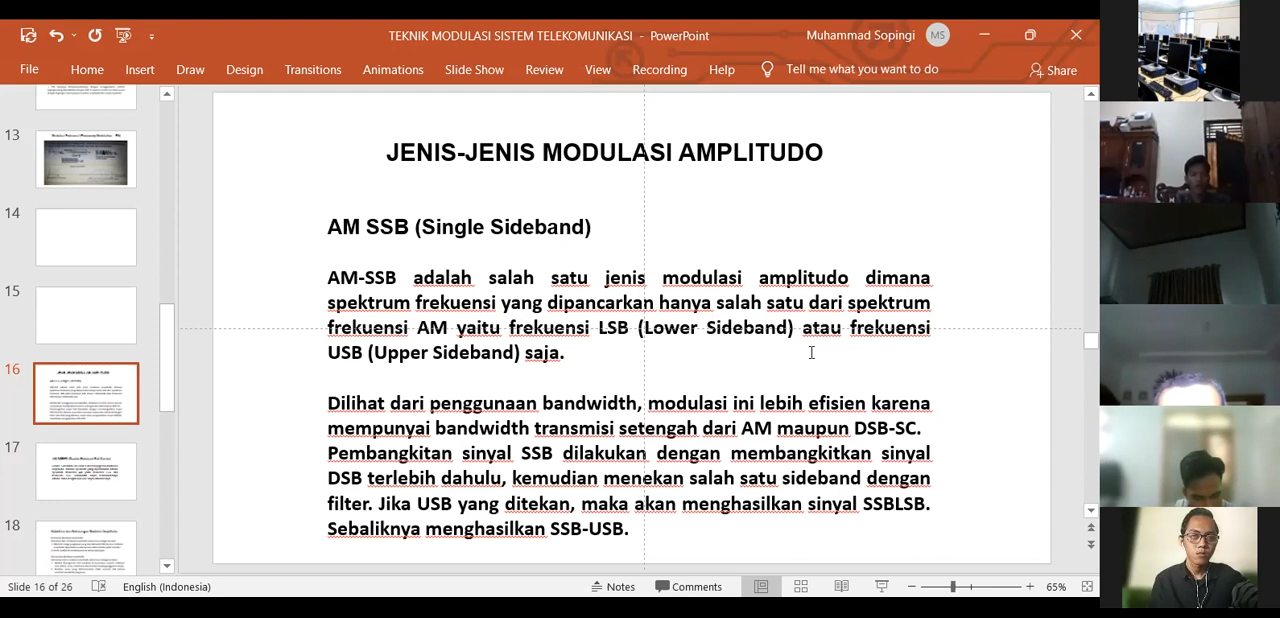 TEKNIK MODULASI SISTEM TELEKOMUNIKASI - PowerPoint
Muhammad Sopingi
MS
File Home Insert Draw Design Transitions Animations Slide Show Review View Recording Help Tell me what you want to do Share
13
14
15
16
17
18
JENIS-JENIS MODULASI AMPLITUDO
AM SSB (Single Sideband)
AM-SSB adalah salah satu jenis modulasi amplitudo dimana
spektrum frekuensi yang dipancarkan hanya salah satu dari spektrum
frekuensi AM yaitu frekuensi LSB (Lower Sideband) atau frekuensi
USB (Upper Sideband) saja.
Dilihat dari penggunan Bandwidth, modulasi ini lebih efisien karena
mempunyai bandwidth transmisi setengah dari AM maupun DSB-SC.
Pembangkitan sinyal SSB dilakukan dengan membangkitkan sinyal
DSB terlebih dahulu, kemudian menekan salah satu sideband dengan
filter. Jika USB yang ditekan, maka akan menghasilkan sinyal SSBLSB.
Sebaliknya menghasilkan SSB-USB.
Slide 16 of 26 English (Indonesia) Notes Comments 65%